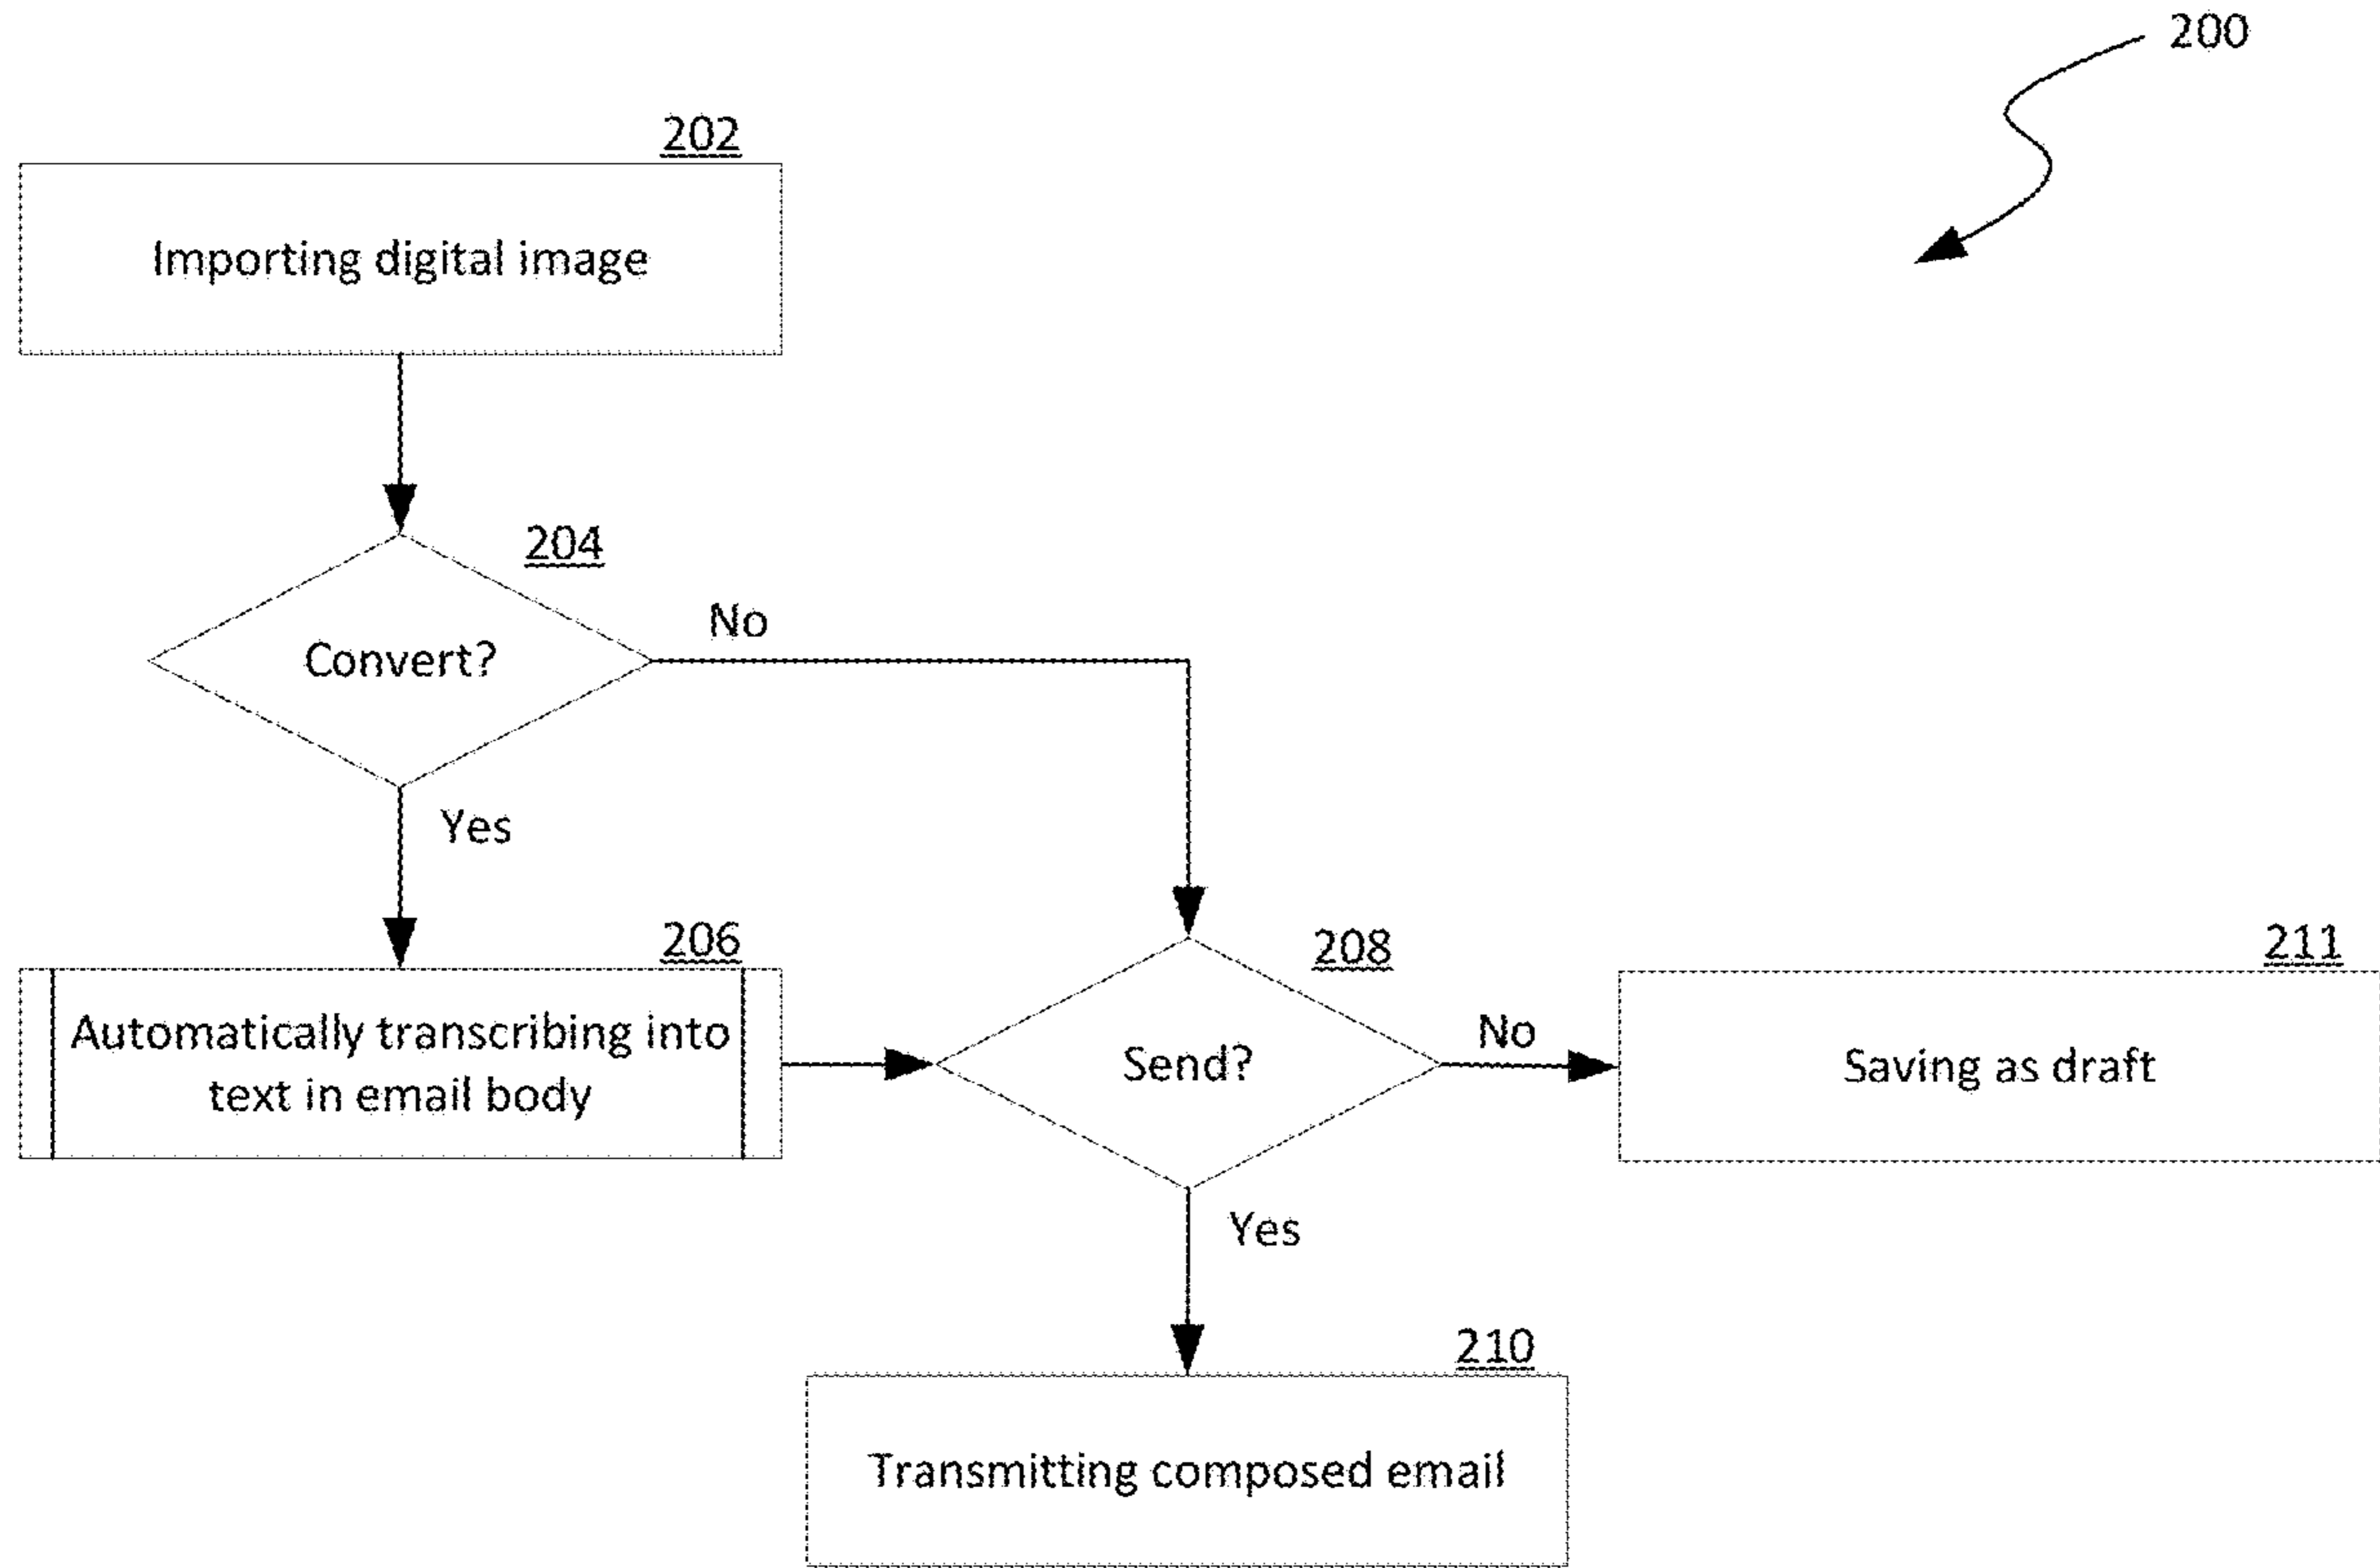 200
202
Importing digital image
204
Convert?
No
Yes
206
Automatically transcribing into
text in email body
208
Send?
No
211
Saving as draft
Yes
210
Transmitting composed email